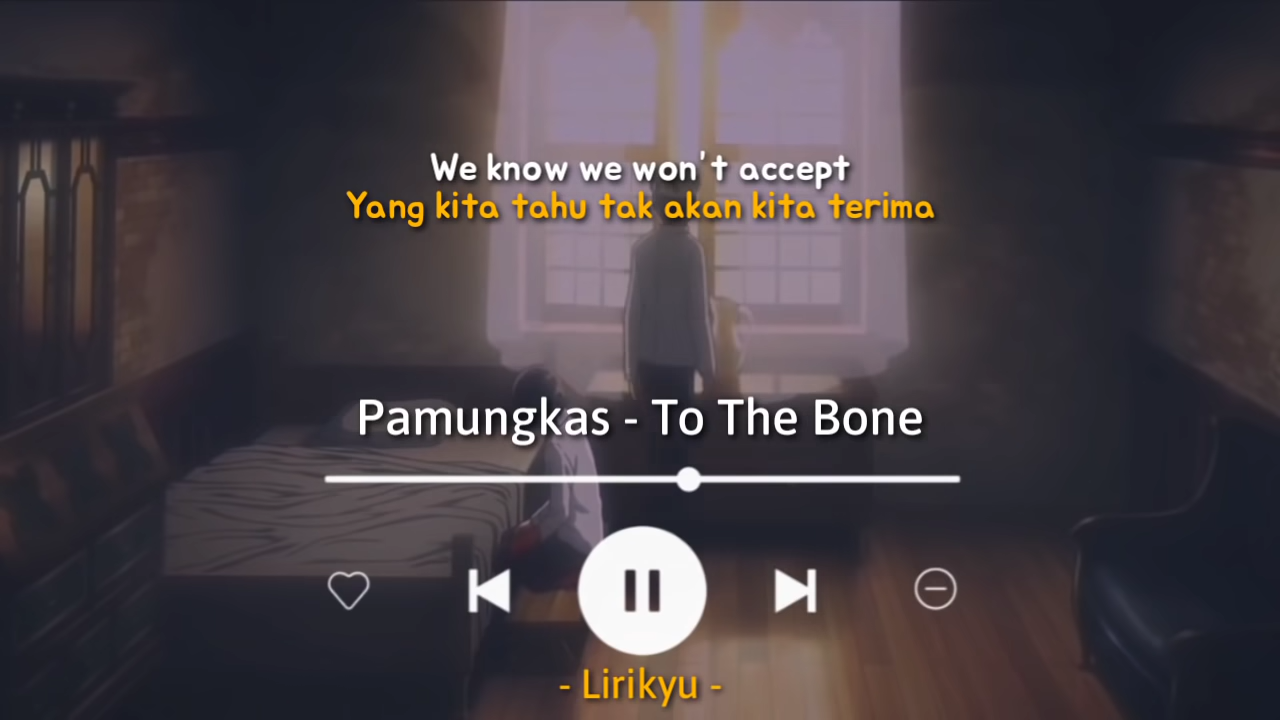 We know we won't accept
Yang kita tahu tak akan kita terima
Pamungkas - To The Bone
- Lirikyu -